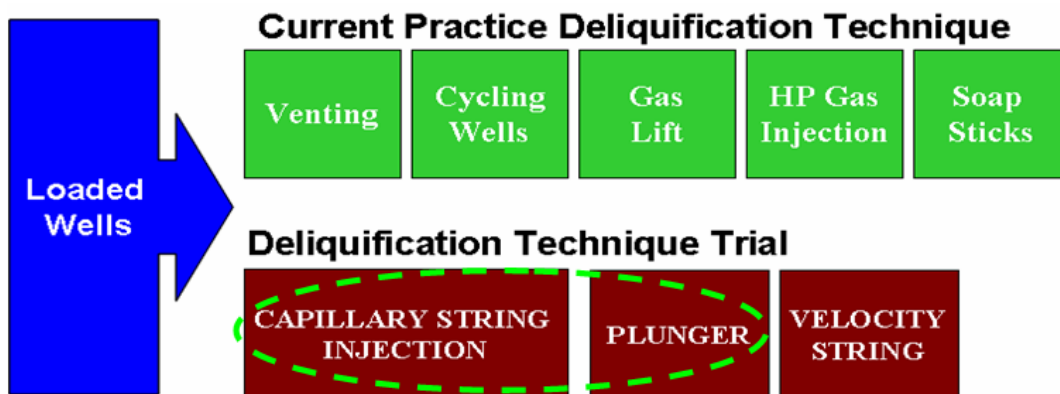 Current Practice Deliquification Technique
Venting
Cycling
Wells
Gas
Lift
HP Gas
Injection
Soap
Sticks
Loaded
Wells
Deliquification Technique Trial
CAPILLARY STRING
INJECTION
PLUNGER
VELOCITY
STRING